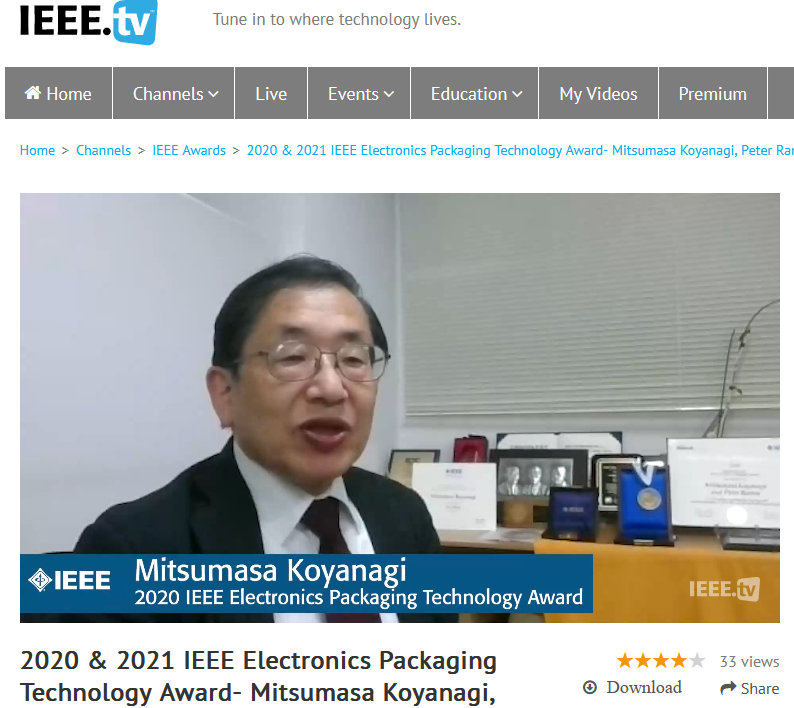 IEEE.tv
Tune in to where technology lives.
Home Channels Live Events Education My Videos Premium
Home > Channels > IEEE Awards > 2020 & 2021 IEEE Electronics Packaging Technology Award- Mitsumasa Koyanagi, Peter Ra
IEEE
IEEE
IEEE Mitsumasa Koyanagi
2020 IEEE Electronics Packaging Technology Award
IEEE.tv
2020 & 2021 IEEE Electronics Packaging
Technology Award- Mitsumasa Koyanagi,
33 views
Download Share